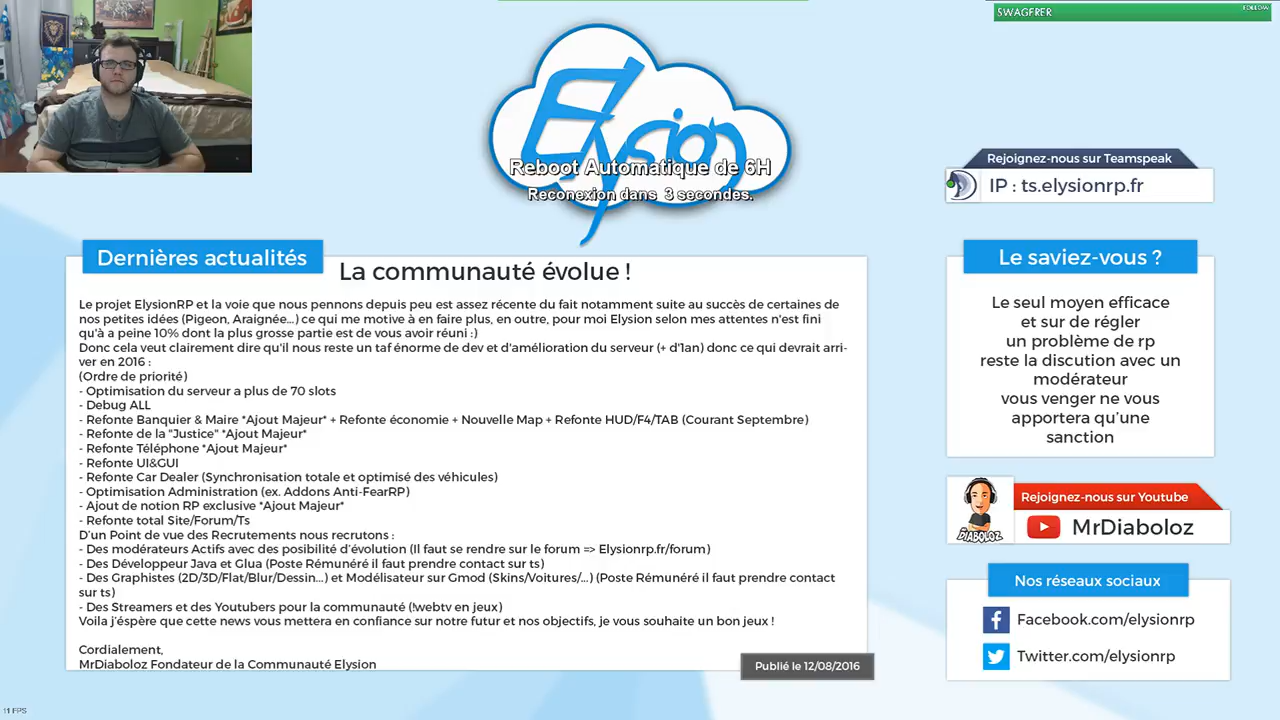 SWAGFRER
FOLLOW
Elysion
Reboot Automatique de 6H
Reconexion dans 3 secondes.
Rejoignez-nous sur Teamspeak
IP : ts.elysionrp.fr
Dernières actualités
La communauté évolue !
Le projet ElysionRP et la voie que nous pennons depuis peu est assez récente du fait notamment suite au succès de certaines de
nos petites idées (Pigeon, Araignée...) ce qui me motive à en faire plus, en outre, pour moi Elysion selon mes attentes n'est fini
qu'à a peine 10% dont la plus grosse partie est de vous avoir réuni :)
Donc cela veut clairement dire qu'il nous reste un taf énorme de dev et d'amélioration du serveur (+ d'1an) donc ce qui devrait arri-
ver en 2016 :
(Ordre de priorité)
- Optimisation du serveur a plus de 70 slots
- Debug ALL
- Refonte Banquier & Maire *Ajout Majeur* + Refonte économie + Nouvelle Map + Refonte HUD/F4/TAB (Courant Septembre)
- Refonte de la "Justice" *Ajout Majeur*
- Refonte Téléphone *Ajout Majeur*
- Refonte UI&GUI
- Refonte Car Dealer (Synchronisation totale et optimisé des véhicules)
- Optimisation Administration (ex. Addons Anti-FearRP)
- Ajout de notion RP exclusive *Ajout Majeur*
- Refonte total Site/Forum/Ts
D'un Point de vue des Recrutements nous recrutons :
- Des modérateurs Actifs avec des posibilité d'évolution (Il faut se rendre sur le forum => Elysionrp.fr/forum)
- Des Développeur Java et Glua (Poste Rémunéré il faut prendre contact sur ts)
- Des Graphistes (2D/3D/Flat/Blur/Dessin...) et Modélisateur sur Gmod (Skins/Voitures/...) (Poste Rémunéré il faut prendre contact
sur ts)
- Des Streamers et des Youtubers pour la communauté (!webtv en jeux)
Voila j'éspère que cette news vous mettera en confiance sur notre futur et nos objectifs, je vous souhaite un bon jeux !
Cordialement,
MrDiaboloz Fondateur de la Communauté Elysion
Publié le 12/08/2016
Le saviez-vous ?
Le seul moyen efficace
et sur de régler
un problème de rp
reste la discution avec un
modérateur
vous venger ne vous
apportera qu'une
sanction
Rejoignez-nous sur Youtube
DIABOLOZ
MrDiaboloz
Nos réseaux sociaux
Facebook.com/elysionrp
Twitter.com/elysionrp
11 FPS